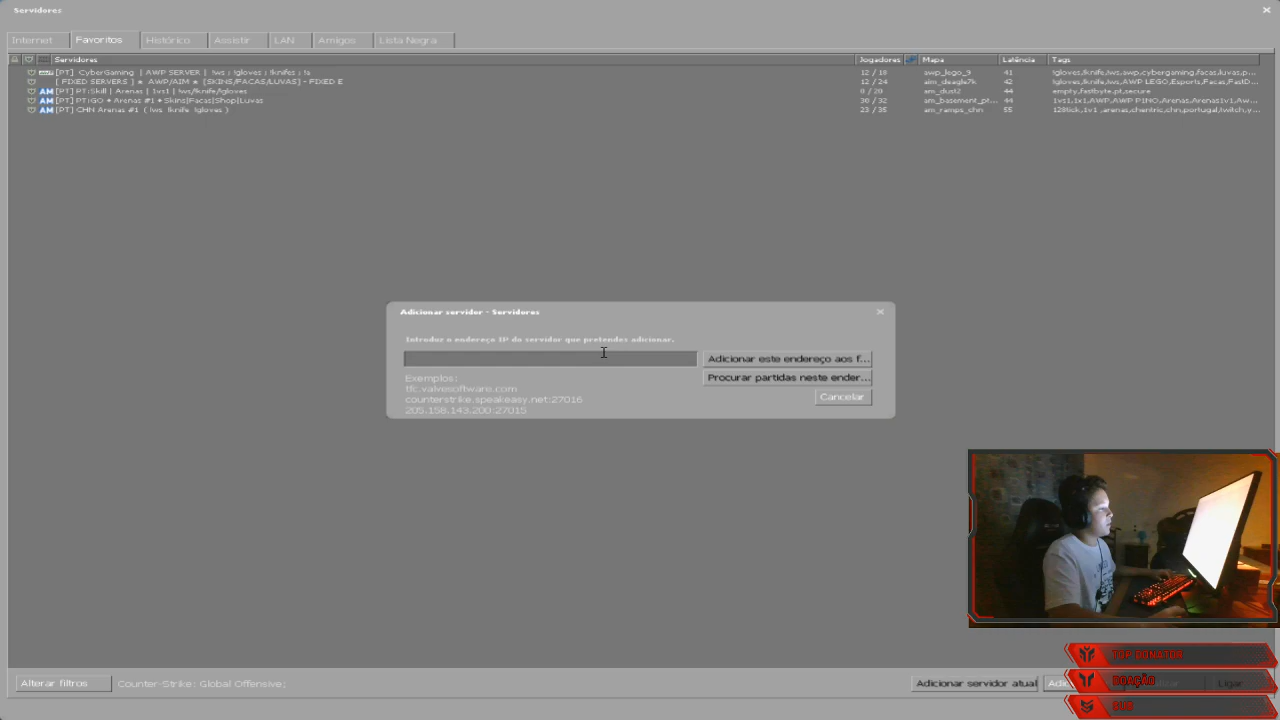 Servidores
Internet Favoritos Histórico Assistir LAN Amigos Lista Negra
Servidores Jogadores Mapa Latência Tags
[PT] CyberGaming | AWP SERVER | !ws ; !gloves ; !knifes ; !s 12 / 18 awp_lego_9 41 !gloves,!knife,!ws,awp,cybergaming,facas,luvas,p...
[ FIXED SERVERS ] ★ AWP/AIM ★ [SKINS/FACAS/LUVAS] - FIXED E 12 / 24 aim_deagle7k 42 !gloves,!knife,!ws,AWP LEGO,Esports,Facas,FastD...
AM [PT] PT:Skill | Arenas | 1vs1 | !ws/!knife/!gloves 0 / 20 am_dust2 44 empty,fastbyte,pt,secure
AM [PT] PT:GO ★ Arenas #1 ★ Skins|Facas|Shop|Luvas 30 / 32 am_basement_pt... 44 1vs1,1x1,AWP,AWP PINO,Arenas,Arenas1v1,Aw...
AM [PT] CHN Arenas #1 ( !ws !knife !gloves ) 23 / 35 am_ramps_chn 55 128tick,1v1 ,arenas,chentric,chn,portugal,twitch,y...
Adicionar servidor - Servidores
Introduz o endereço IP do servidor que pretendes adicionar.
Adicionar este endereço aos f...
Exemplos:
Procurar partidas neste ender...
tfc.valvesoftware.com
counterstrike.speakeasy.net:27016
Cancelar
205.158.143.200:27015
TOP DONATOR
Alterar filtros Counter-Strike: Global Offensive; Adicionar servidor atual Ligar
DOAÇÃO
SUB